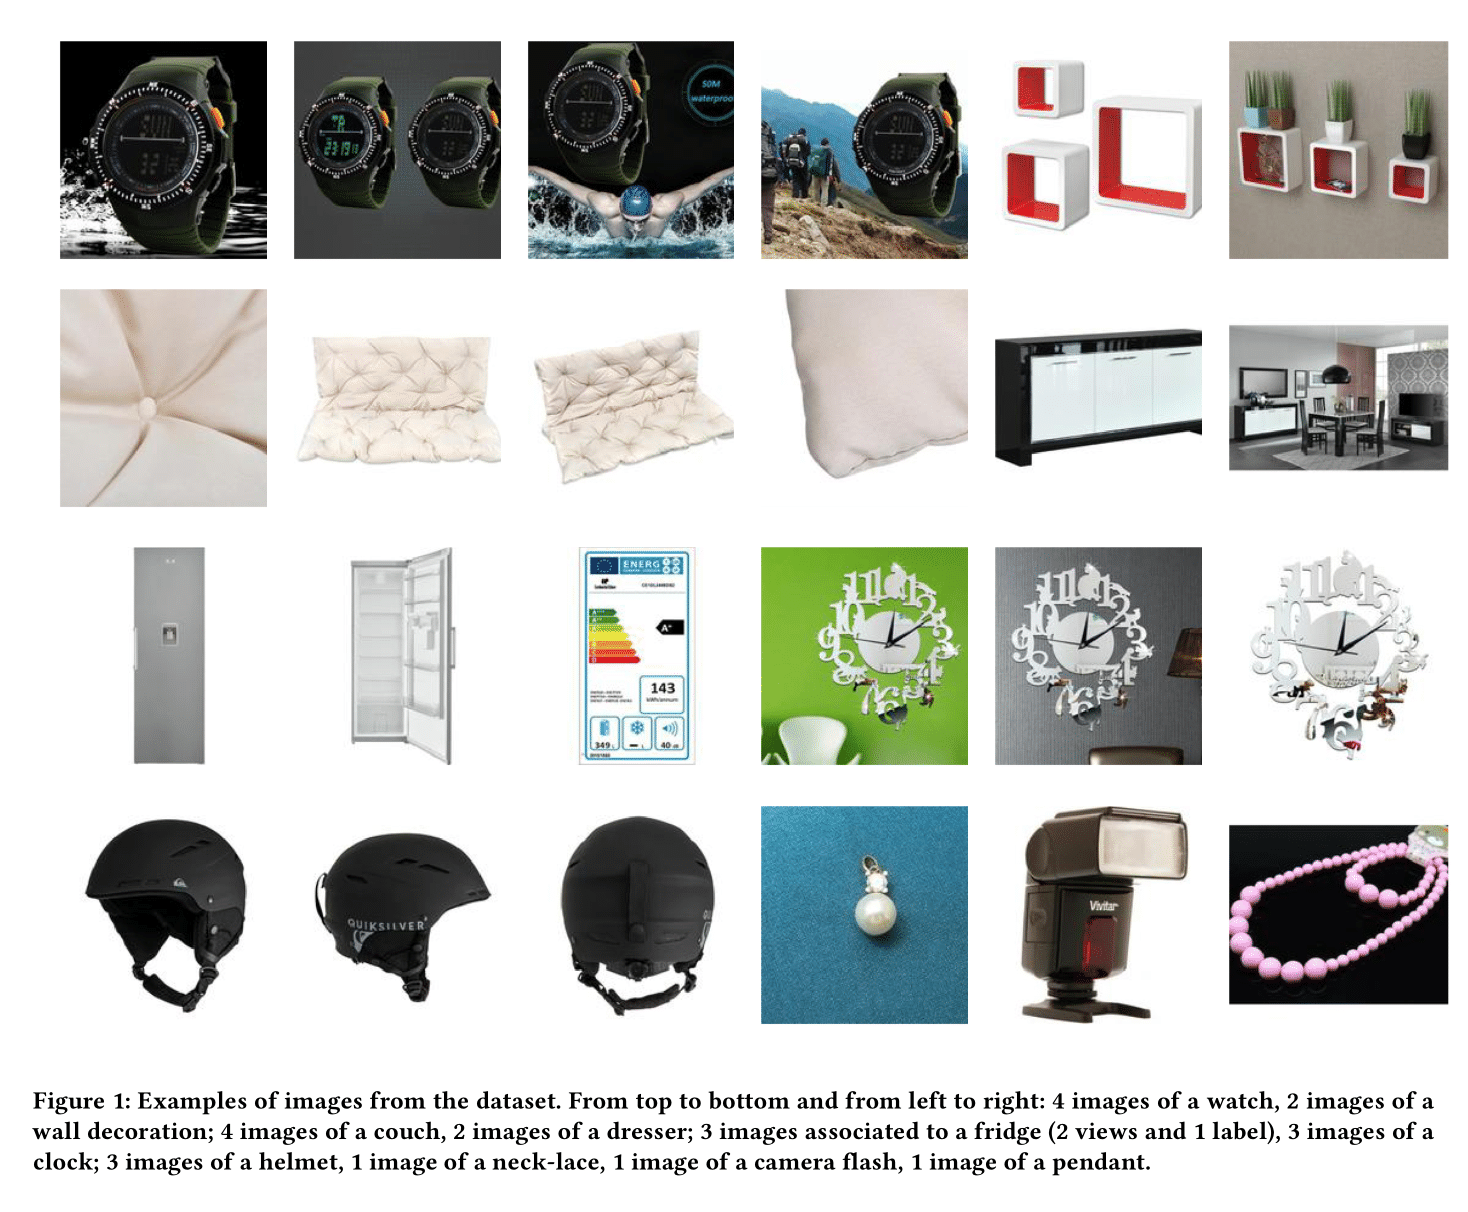 50M
waterproof
ENERG
143
kWh/annum
A+
349 L
40 dB
QUIKSILVER
Vivitar
Figure 1: Examples of images from the dataset. From top to bottom and from left to right: 4 images of a watch, 2 images of a
wall decoration; 4 images of a couch, 2 images of a dresser; 3 images associated to a fridge (2 views and 1 label), 3 images of a
clock; 3 images of a helmet, 1 image of a neck-lace, 1 image of a camera flash, 1 image of a pendant.